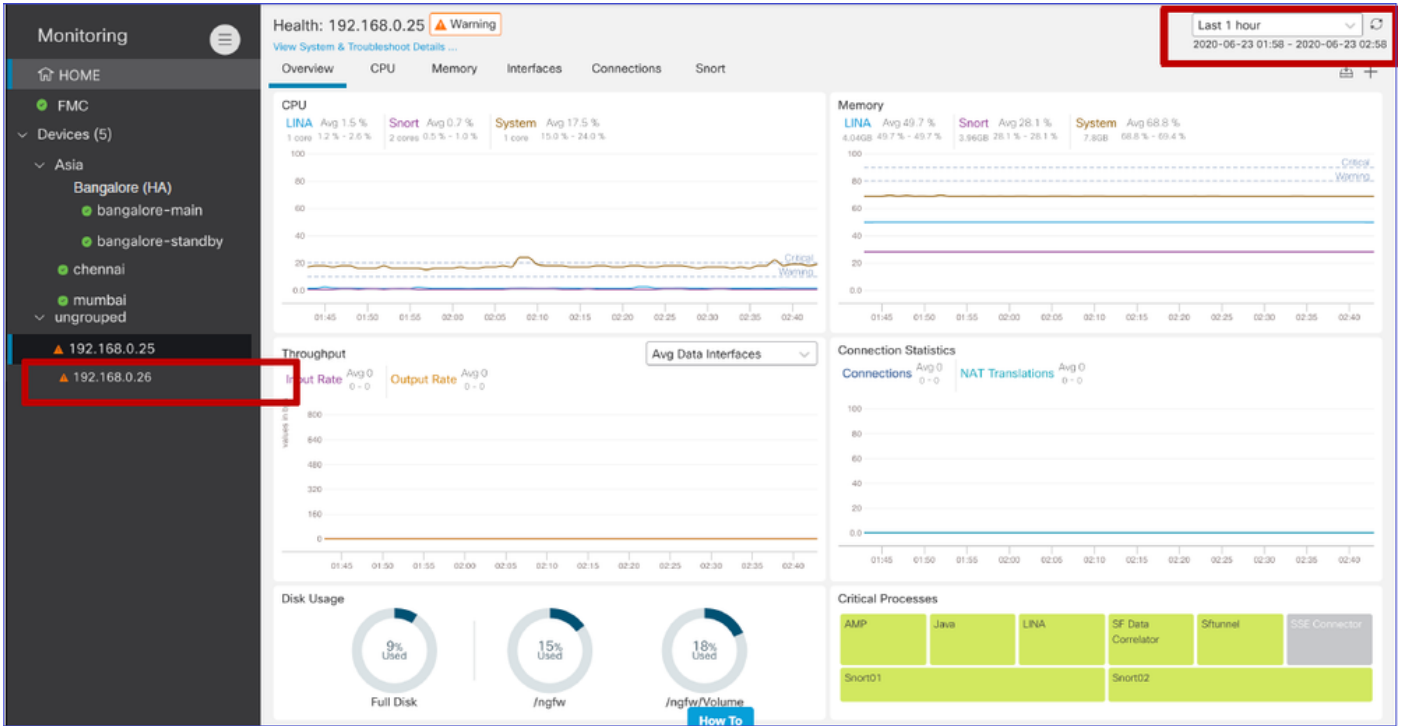 Monitoring
HOME
FMC
Devices (5)
Asia
Bangalore (HA)
bangalore-main
bangalore-standby
chennai
mumbai
ungrouped
192.168.0.25
192.168.0.26
Health: 192.168.0.25 Warning
View System & Troubleshoot Details ...
Last 1 hour
2020-06-23 01:58 - 2020-06-23 02:58
Overview CPU Memory Interfaces Connections Snort
CPU
LINA Avg 1.5 % Snort Avg 0.7 % System Avg 17.5 %
1 core 1.2 % - 2.6 % 2 cores 0.5 % - 1.0 % 1 core 15.0 % - 24.0 %
100
80
60
40
20
0.0
Critical
Warning
01:45 01:50 01:55 02:00 02:05 02:10 02:15 02:20 02:25 02:30 02:35 02:40
Memory
LINA Avg 49.7 % Snort Avg 28.1 % System Avg 68.8 %
4.04GB 49.7 % - 49.7 % 3.96GB 28.1 % - 28.1 % 7.8GB 68.8 % - 69.4 %
100
80
60
40
20
0.0
Critical
Warning
01:45 01:50 01:55 02:00 02:05 02:10 02:15 02:20 02:25 02:30 02:35 02:40
Throughput
Avg Data Interfaces
Input Rate Avg 0 Output Rate Avg 0
0 - 0 0 - 0
values in
800
640
480
320
160
0
01:45 01:50 01:55 02:00 02:05 02:10 02:15 02:20 02:25 02:30 02:35 02:40
Connection Statistics
Connections Avg 0 NAT Translations Avg 0
0 - 0 0 - 0
100
80
60
40
20
0.0
01:45 01:50 01:55 02:00 02:05 02:10 02:15 02:20 02:25 02:30 02:35 02:40
Disk Usage
9%
Used
Full Disk
15%
Used
/ngfw
18%
Used
/ngfw/Volume
How To
Critical Processes
AMP
Java
LINA
SF Data
Correlator
Sftunnel
SSE Connector
Snort01
Snort02